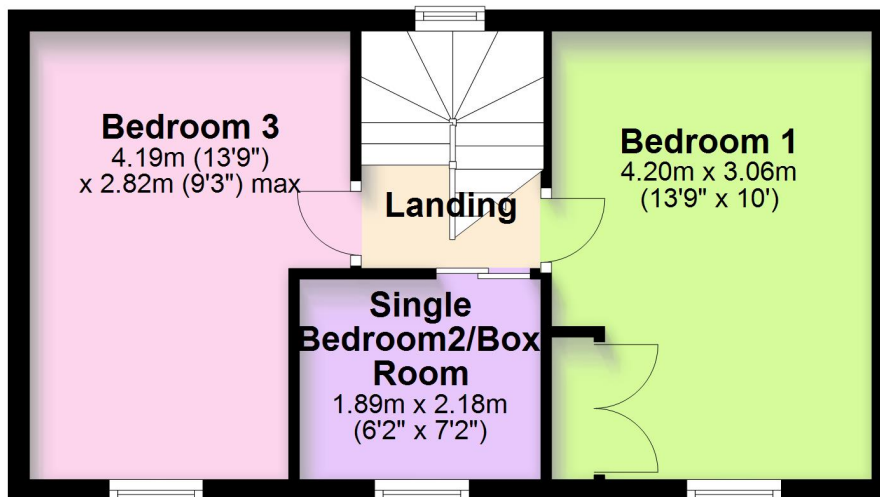 Bedroom 3
4.19m (13'9")
x 2.82m (9'3") max
Landing
Bedroom 1
4.20m x 3.06m
(13'9" x 10')
Single
Bedroom2/Box
Room
1.89m x 2.18m
(6'2" x 7'2")